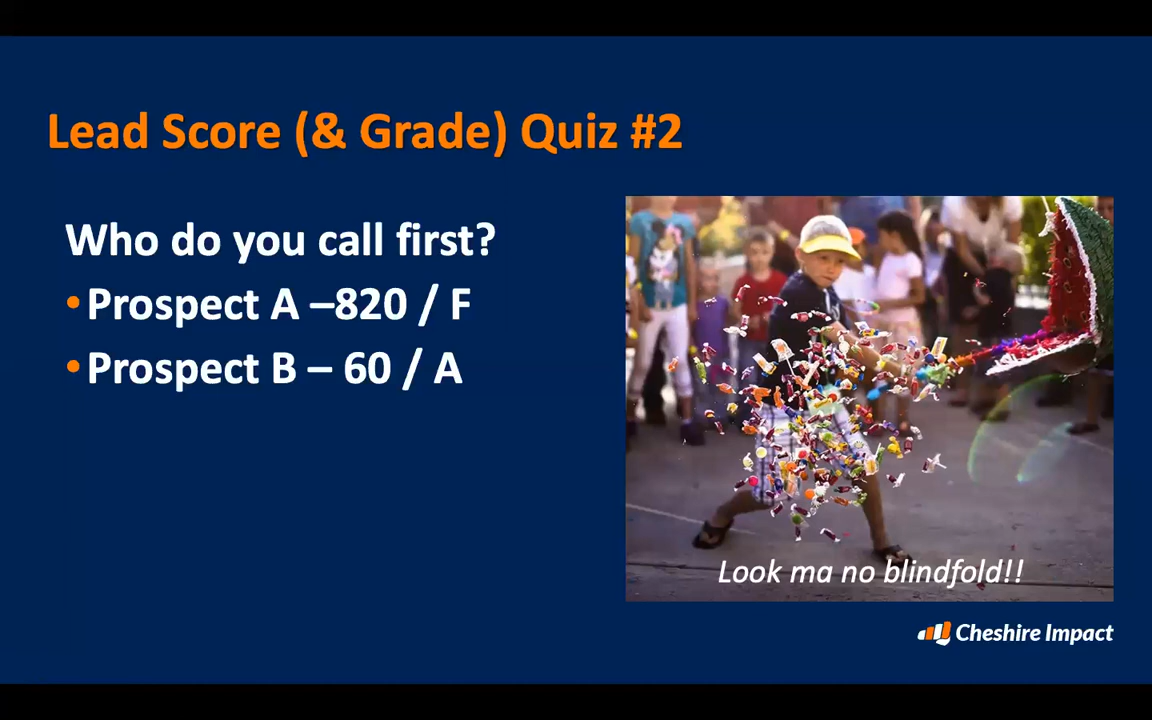 Lead Score (& Grade) Quiz #2
Who do you call first?
•Prospect A –820 / F
•Prospect B – 60 / A
Look ma no blindfold!!
Cheshire Impact